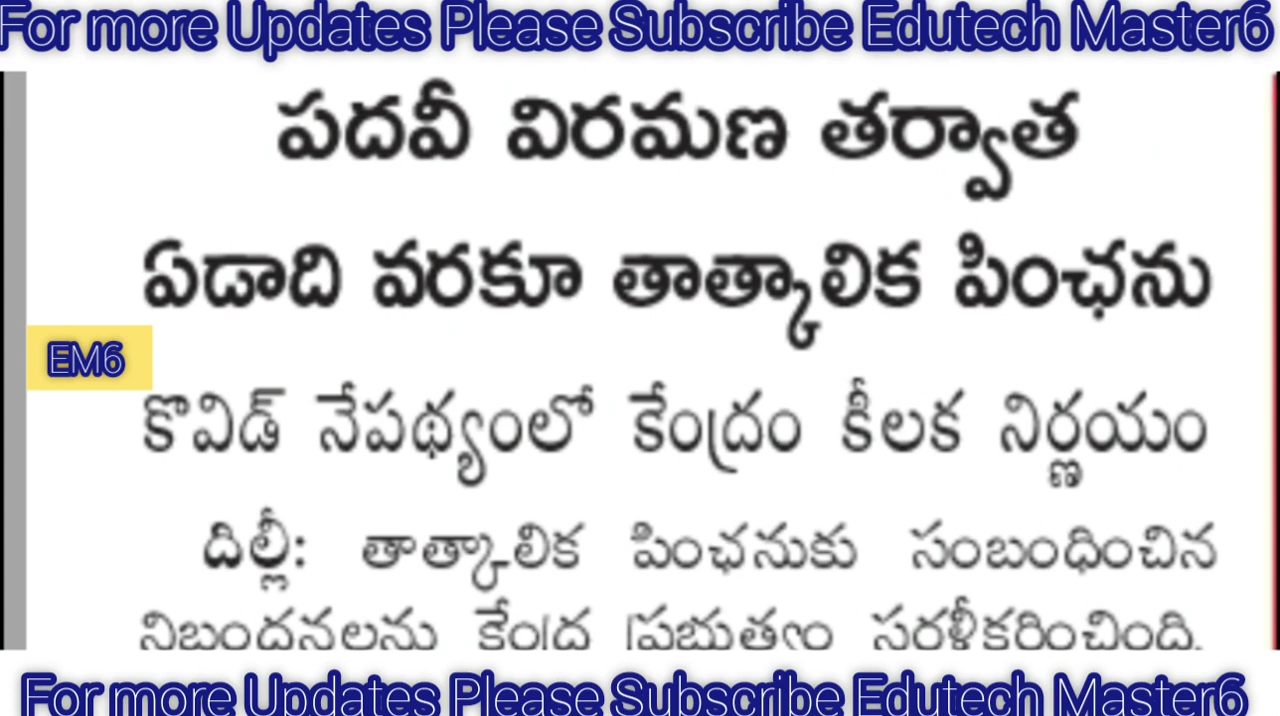 For more Updates Please Subscribe Edutech Master6
పదవీ విరమణ తర్వాత
ఏడాది వరకూ తాత్కాలిక పింఛను
EM6
కొవిడ్ నేపథ్యంలో కేంద్రం కీలక నిర్ణయం
దిల్లీ: తాత్కాలిక పింఛనుకు సంబంధించిన
నిబందనలను కేంద్ర ప్రభుత్వం సరళీకరించింది.
For more Updates Please Subscribe Edutech Master6